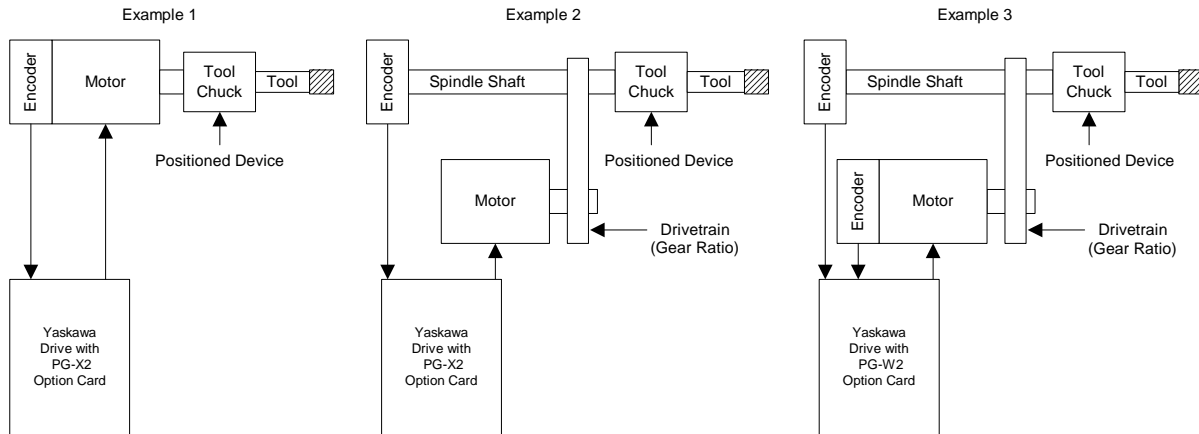 Example 1
Encoder
Motor
Tool
Chuck
Tool
Positioned Device
Yaskawa
Drive with
PG-X2
Option Card
Example 2
Encoder
Spindle Shaft
Tool
Chuck
Tool
Positioned Device
Motor
Drivetrain
(Gear Ratio)
Yaskawa
Drive with
PG-X2
Option Card
Example 3
Encoder
Spindle Shaft
Tool
Chuck
Tool
Positioned Device
Encoder
Motor
Drivetrain
(Gear Ratio)
Yaskawa
Drive with
PG-W2
Option Card